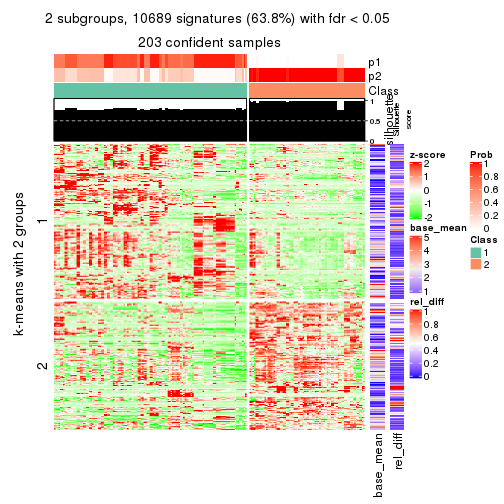 2 subgroups, 10689 signatures (63.8%) with fdr < 0.05
203 confident samples
p1
p2
Class
1
0.5
0
silhouette
Silhouette
score
k-means with 2 groups
1
2
z-score
2
1
0
-1
-2
Prob
1
0.8
0.6
0.4
0.2
0
base_mean
5
4
3
2
1
Class
1
2
rel_diff
1
0.8
0.6
0.4
0.2
0
base_mean
rel_diff